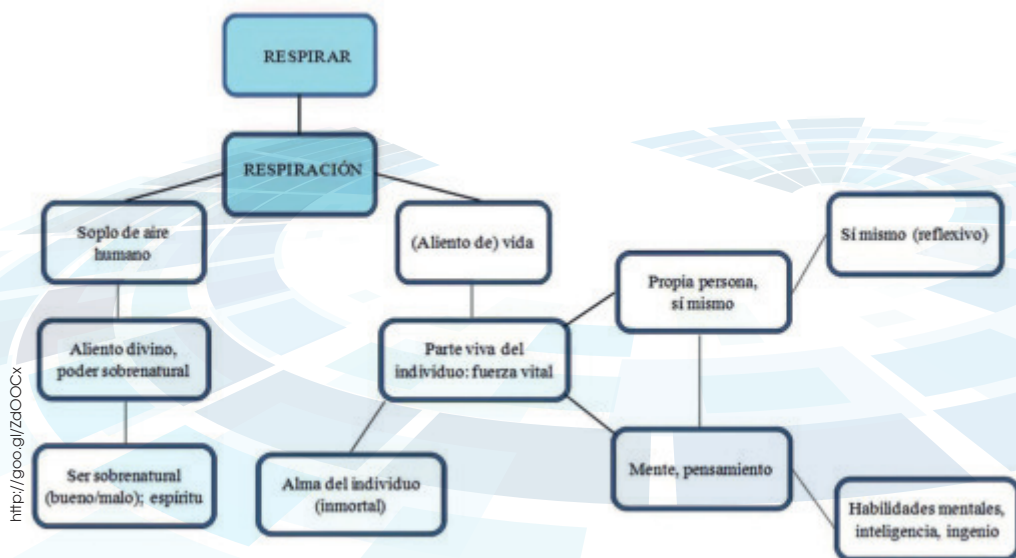 RESPIRAR
RESPIRACIÓN
Soplo de aire
humano
(Aliento de) vida
Sí mismo (reflexivo)
Propia persona,
sí mismo
Aliento divino,
poder sobrenatural
Parte viva del
individuo: fuerza vital
Ser sobrenatural
(bueno/malo); espíritu
Alma del individuo
(inmortal)
Mente, pensamiento
Habilidades mentales,
inteligencia, ingenio
http://goo.gl/ZdOOCx